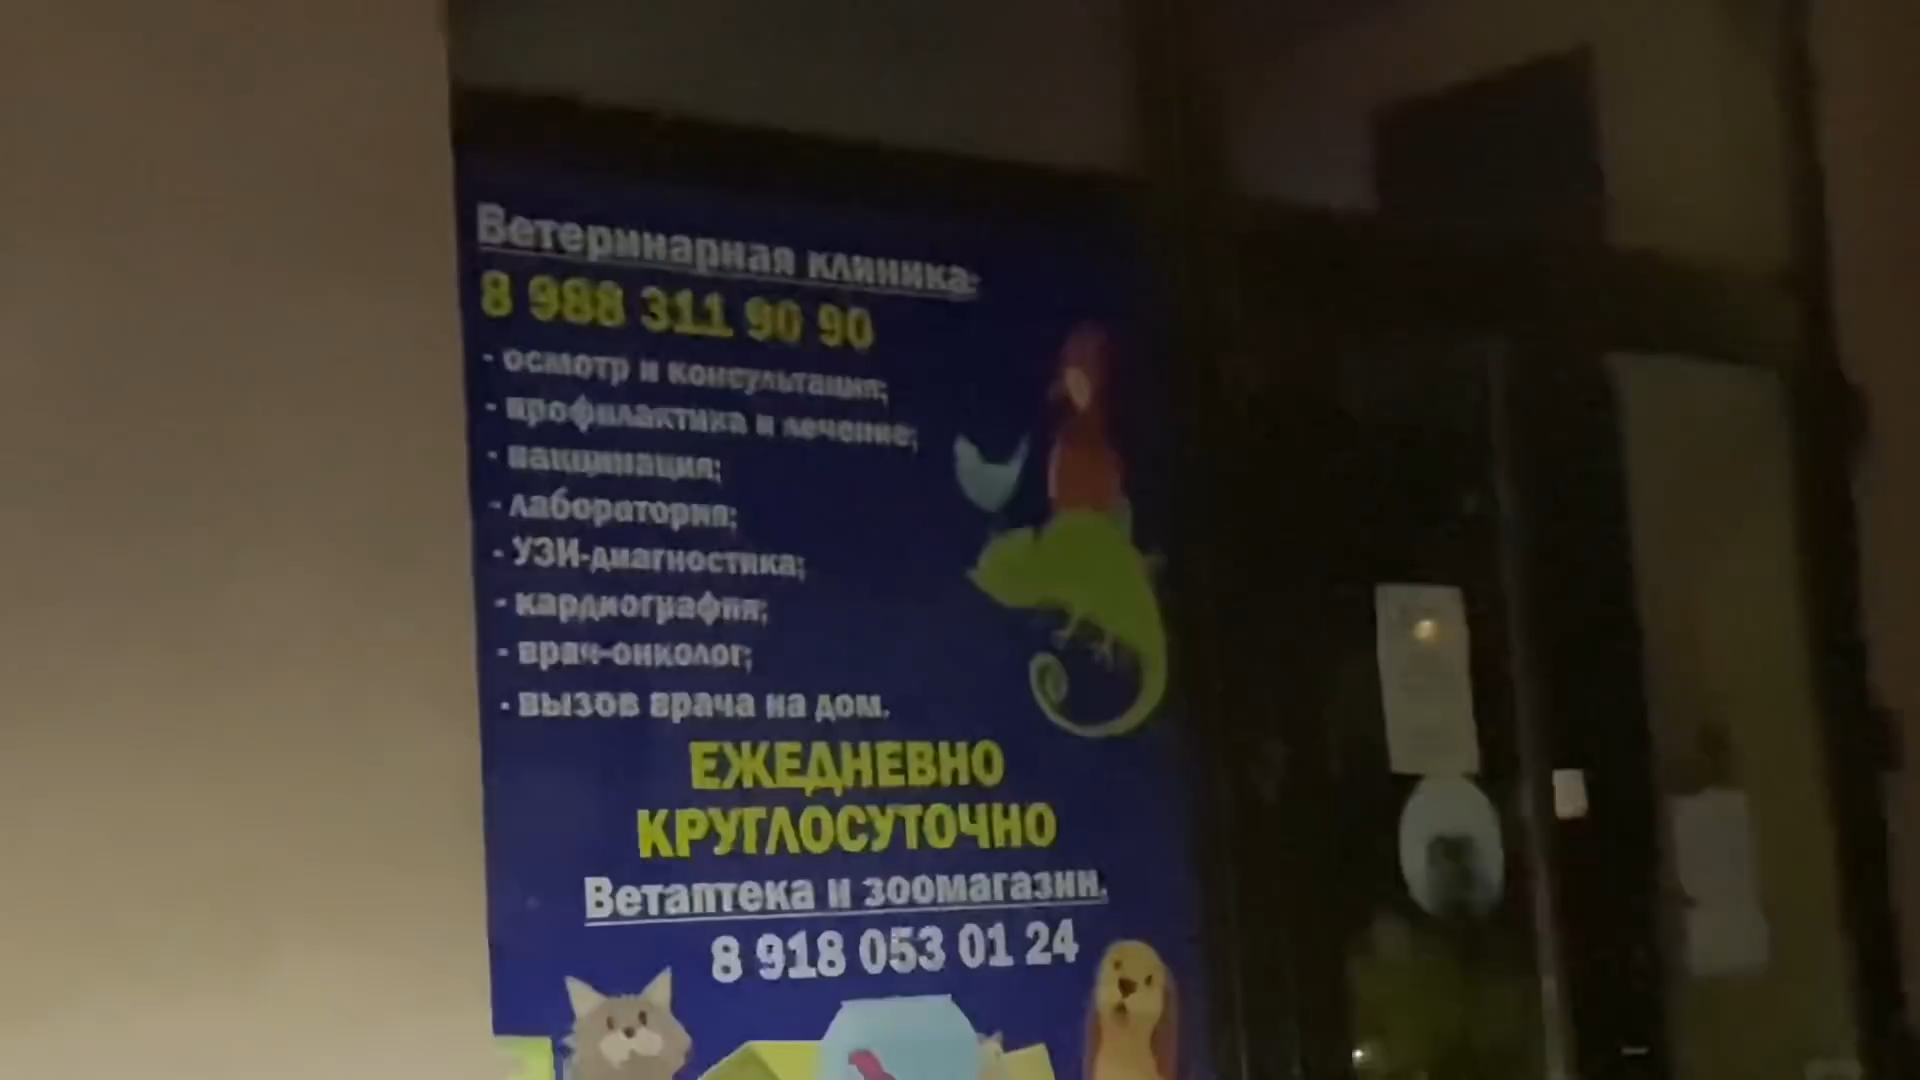 Ветеринарная клиника:
8 988 311 90 90
- осмотр и консультация;
- профилактика и лечение;
- вакцинация;
- лаборатория;
- УЗИ-диагностика;
- кардиография;
- врач-онколог;
- вызов врача на дом.
ЕЖЕДНЕВНО
КРУГЛОСУТОЧНО
Ветаптека и зоомагазин.
8 918 053 01 24